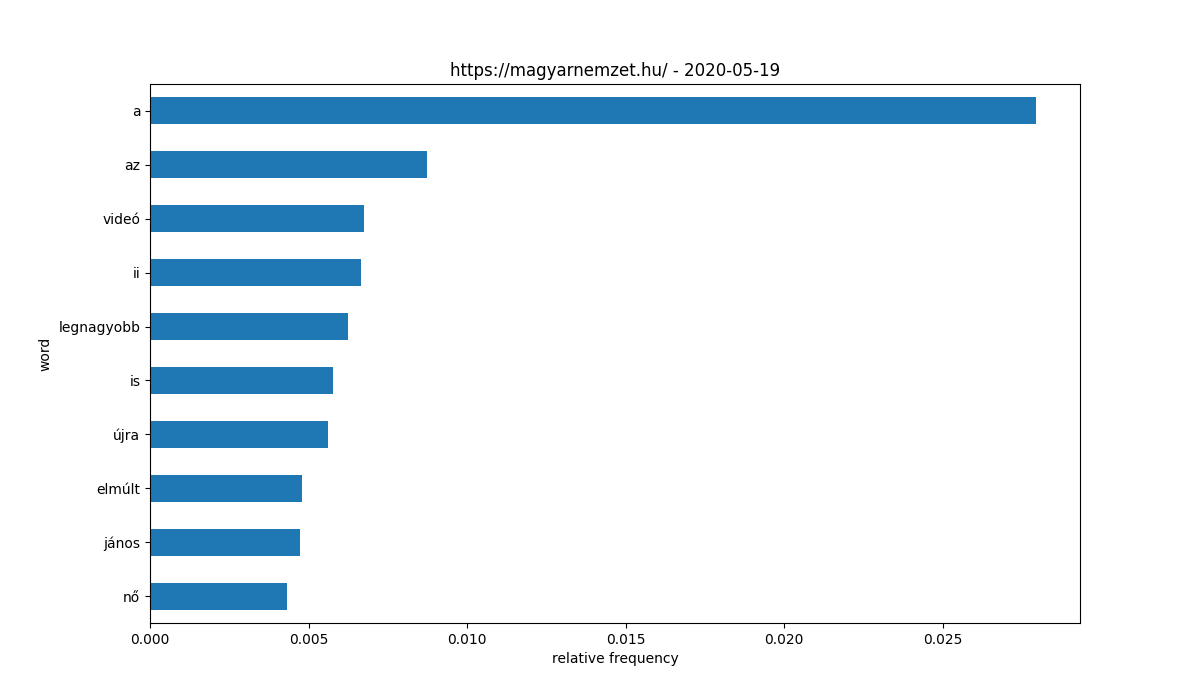 https://magyarnemzet.hu/ - 2020-05-19
a
az
videó
ii
legnagyobb
is
újra
elmúlt
jános
nő
word
0.000 0.005 0.010 0.015 0.020 0.025
relative frequency